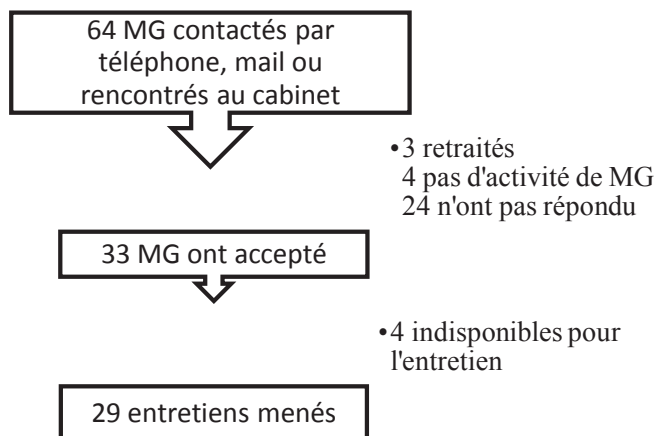 64 MG contactés par
téléphone, mail ou
rencontrés au cabinet
•3 retraités
4 pas d'activité de MG
24 n'ont pas répondu
33 MG ont accepté
•4 indisponibles pour
l'entretien
29 entretiens menés